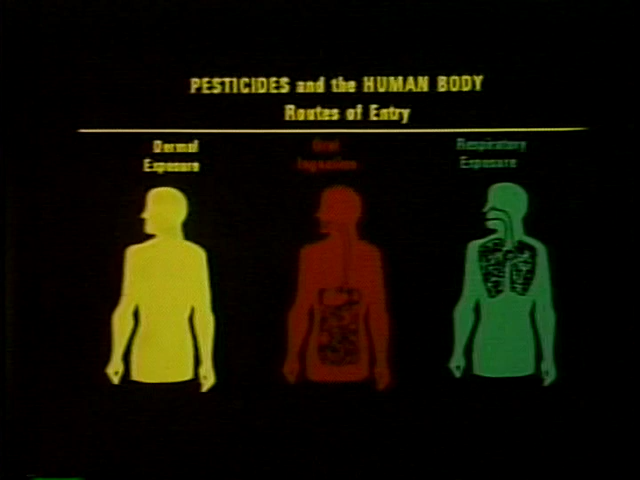 PESTICIDES and the HUMAN BODY
Routes of Entry
Dermal
Exposure
Oral
Ingestion
Respiratory
Exposure